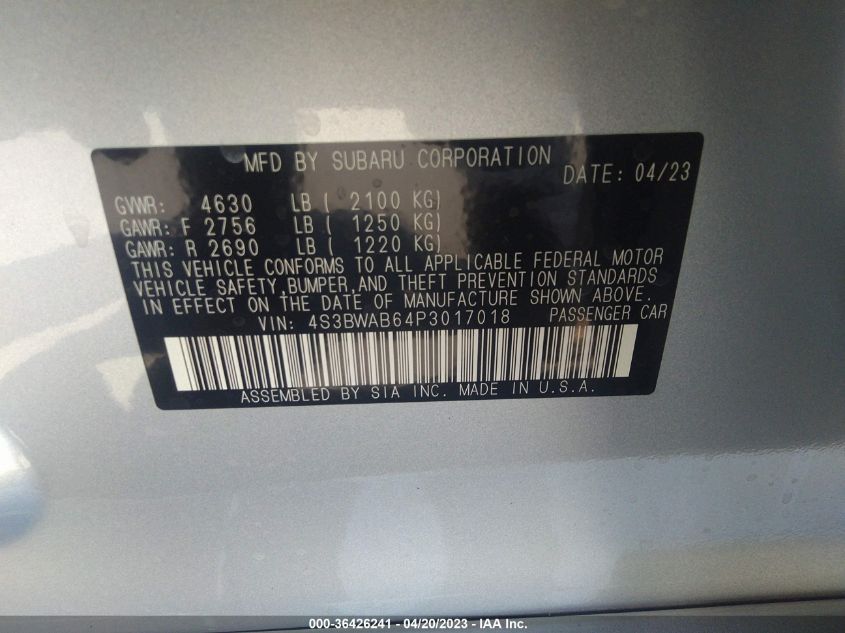 MFD BY SUBARU CORPORATION DATE: 04/23
GVWR: 4630 LB ( 2100 KG)
GAWR: F 2756 LB ( 1250 KG)
GAWR: R 2690 LB ( 1220 KG)
THIS VEHICLE CONFORMS TO ALL APPLICABLE FEDERAL MOTOR
VEHICLE SAFETY,BUMPER,AND THEFT PREVENTION STANDARDS
IN EFFECT ON THE DATE OF MANUFACTURE SHOWN ABOVE.
VIN: 4S3BWAB64P3017018 PASSENGER CAR
ASSEMBLED BY SIA INC. MADE IN U.S.A.
000-36426241 - 04/20/2023 - IAA Inc.